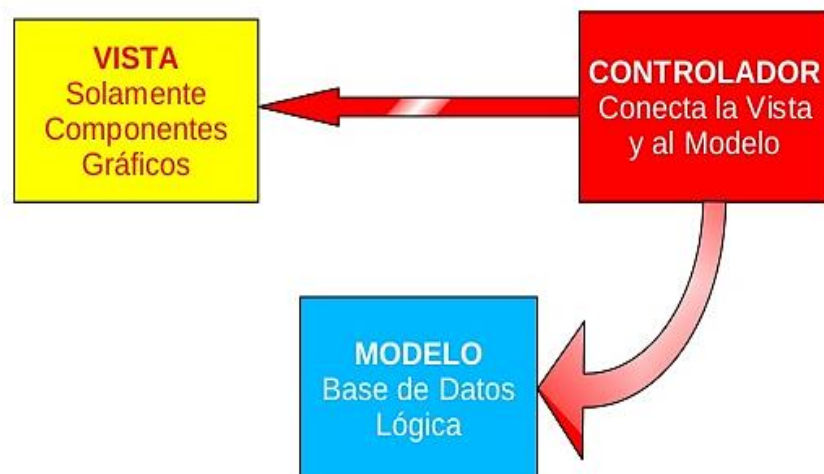 VISTA
Solamente
Componentes
Gráficos
CONTROLADOR
Conecta la Vista
y al Modelo
MODELO
Base de Datos
Lógica